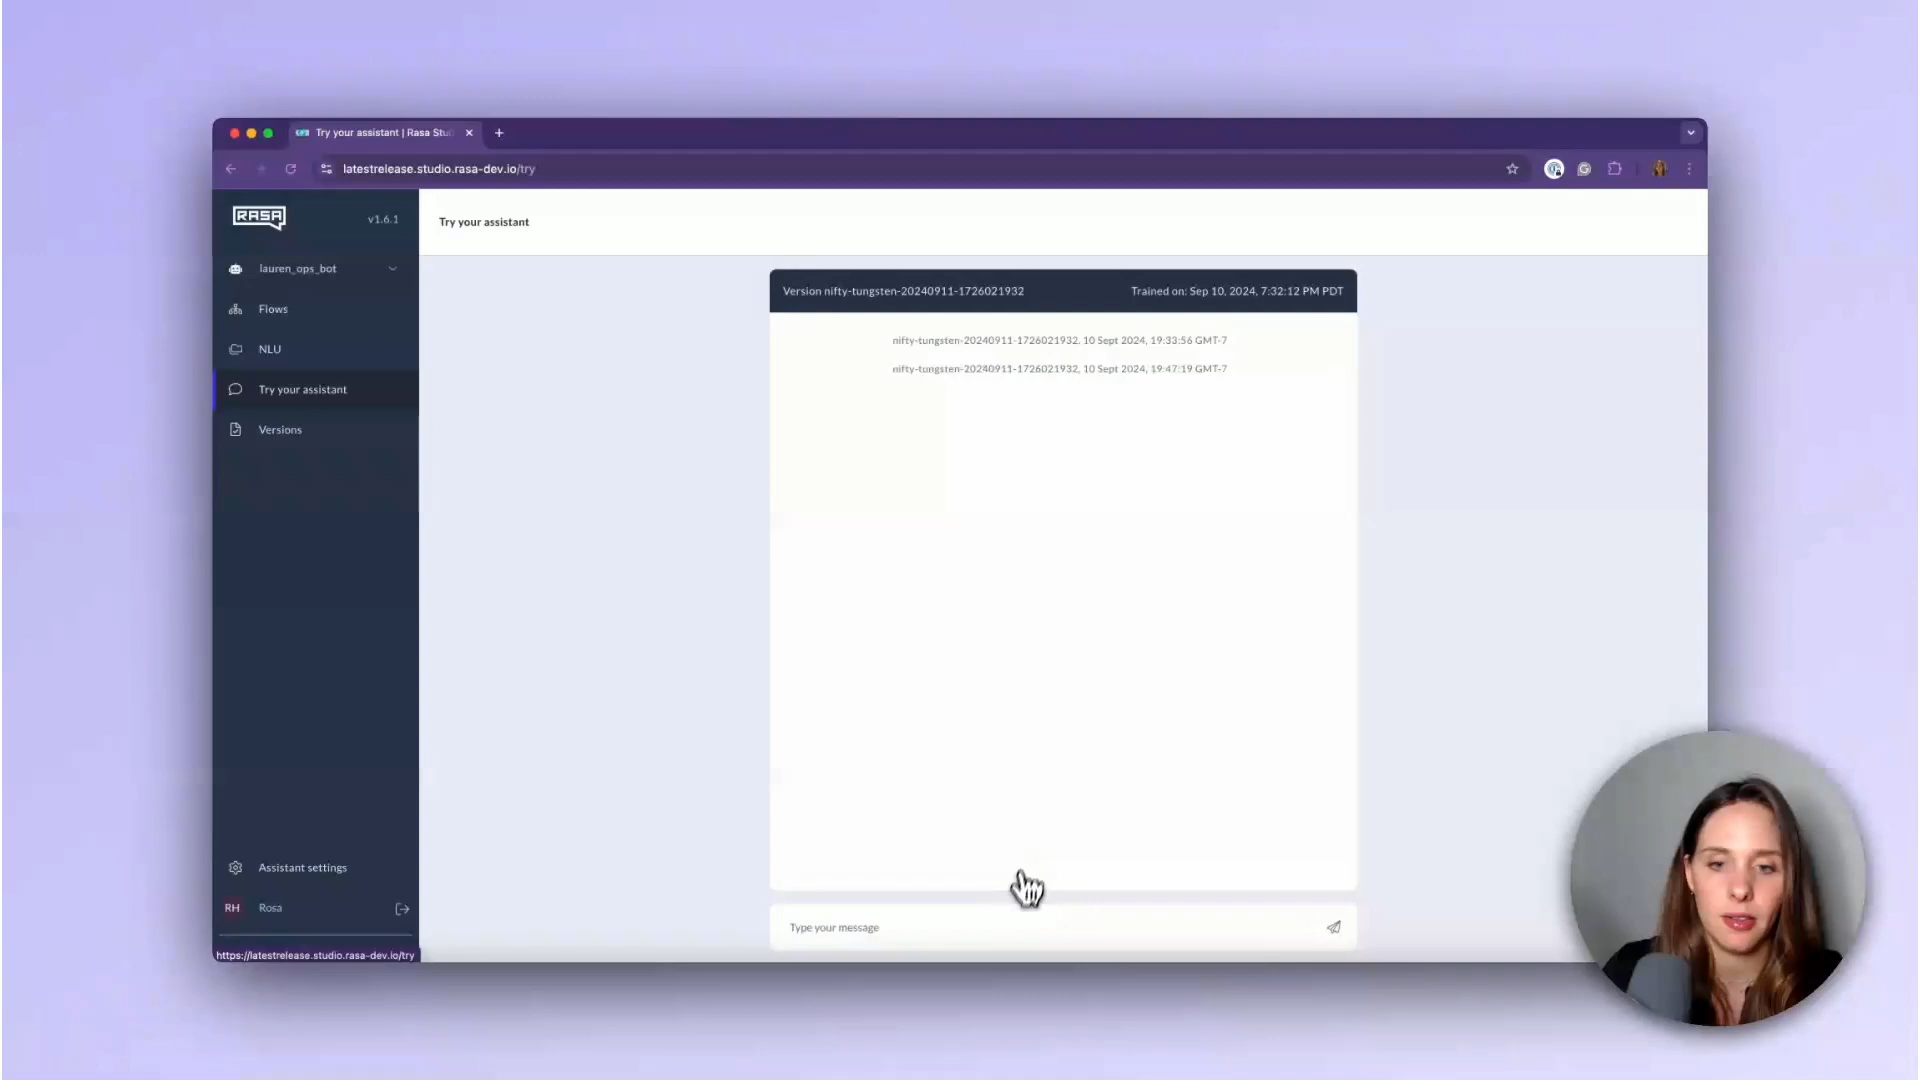 Try your assistant | Rasa Stu
latestrelease.studio.rasa-dev.io/try
RASA
v1.6.1
Try your assistant
lauren_ops_bot
Flows
NLU
Try your assistant
Versions
Version nifty-tungsten-20240911-1726021932
Trained on: Sep 10, 2024, 7:32:12 PM PDT
nifty-tungsten-20240911-1726021932, 10 Sept 2024, 19:33:56 GMT-7
nifty-tungsten-20240911-1726021932, 10 Sept 2024, 19:47:19 GMT-7
Assistant settings
RH
Rosa
Type your message
https://latestrelease.studio.rasa-dev.io/try